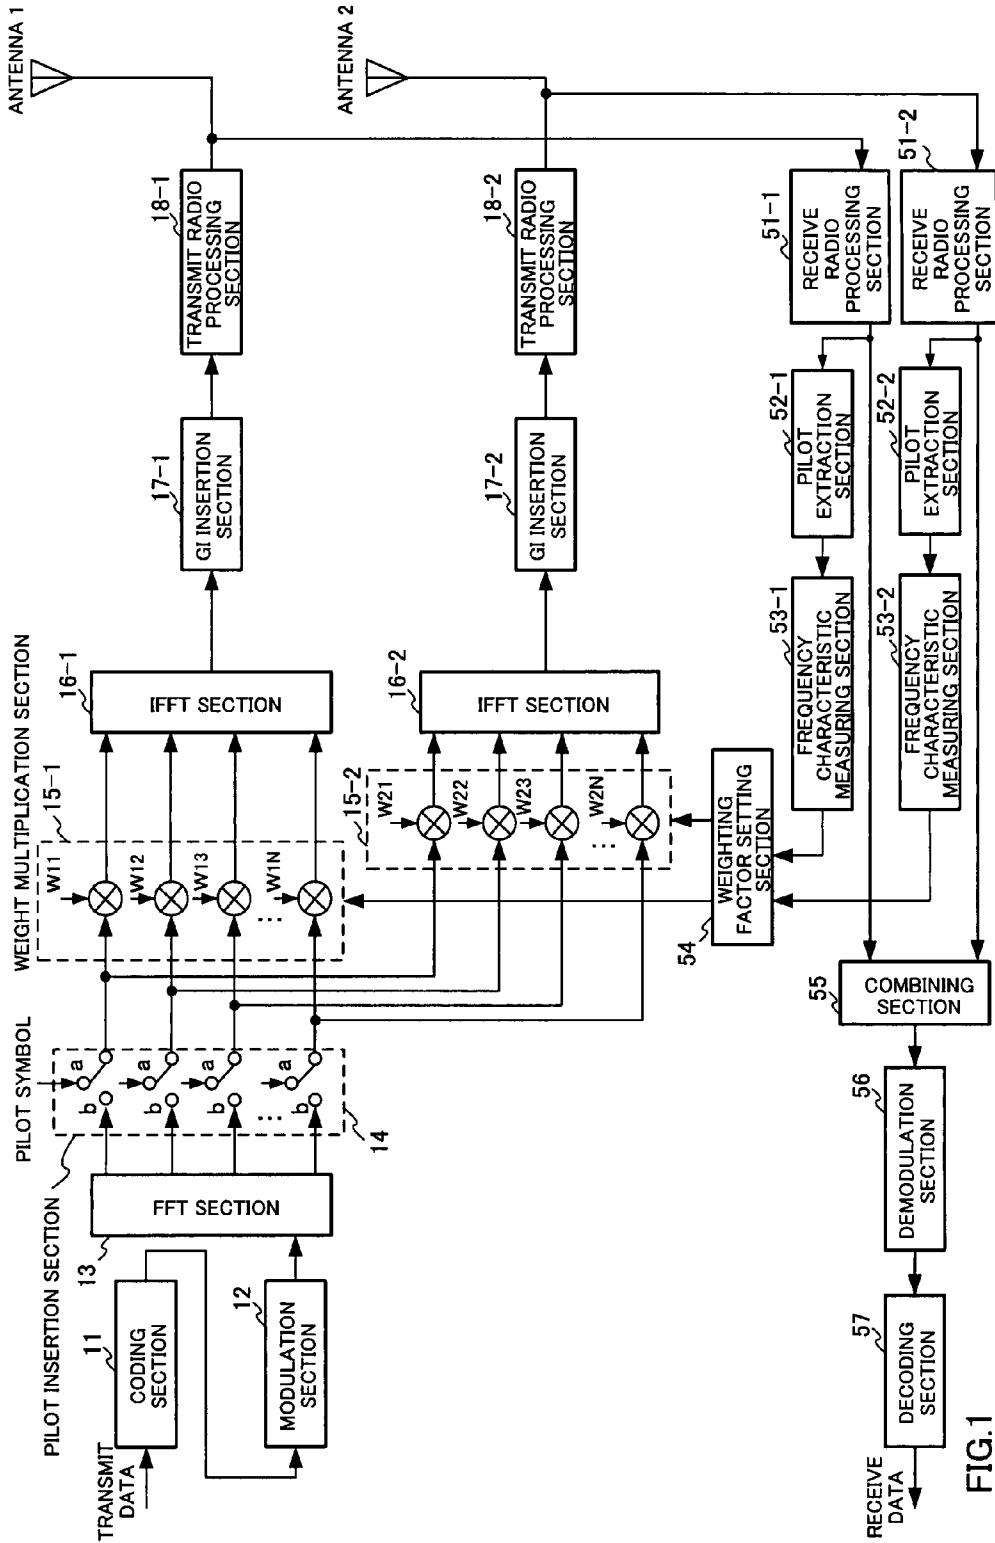 ANTENNA 1
ANTENNA 2
18-1
TRANSMIT RADIO
PROCESSING
SECTION
18-2
TRANSMIT RADIO
PROCESSING
SECTION
51-1
RECEIVE
RADIO
PROCESSING
SECTION
51-2
RECEIVE
RADIO
PROCESSING
SECTION
17-1
GI INSERTION
SECTION
17-2
GI INSERTION
SECTION
52-1
PILOT
EXTRACTION
SECTION
52-2
PILOT
EXTRACTION
SECTION
16-1
IFFT SECTION
16-2
IFFT SECTION
53-1
FREQUENCY
CHARACTERISTIC
MEASURING SECTION
53-2
FREQUENCY
CHARACTERISTIC
MEASURING SECTION
WEIGHT MULTIPLICATION SECTION
15-1
W11
W12
W13
...
W1N
15-2
W21
W22
W23
...
W2N
54
WEIGHTING
FACTOR SETTING
SECTION
55
COMBINING
SECTION
PILOT SYMBOL
a
a
a
a
b
b
b
...
b
14
PILOT INSERTION SECTION
13
FFT SECTION
56
DEMODULATION
SECTION
11
CODING
SECTION
12
MODULATION
SECTION
57
DECODING
SECTION
TRANSMIT
DATA
RECEIVE
DATA
FIG.1